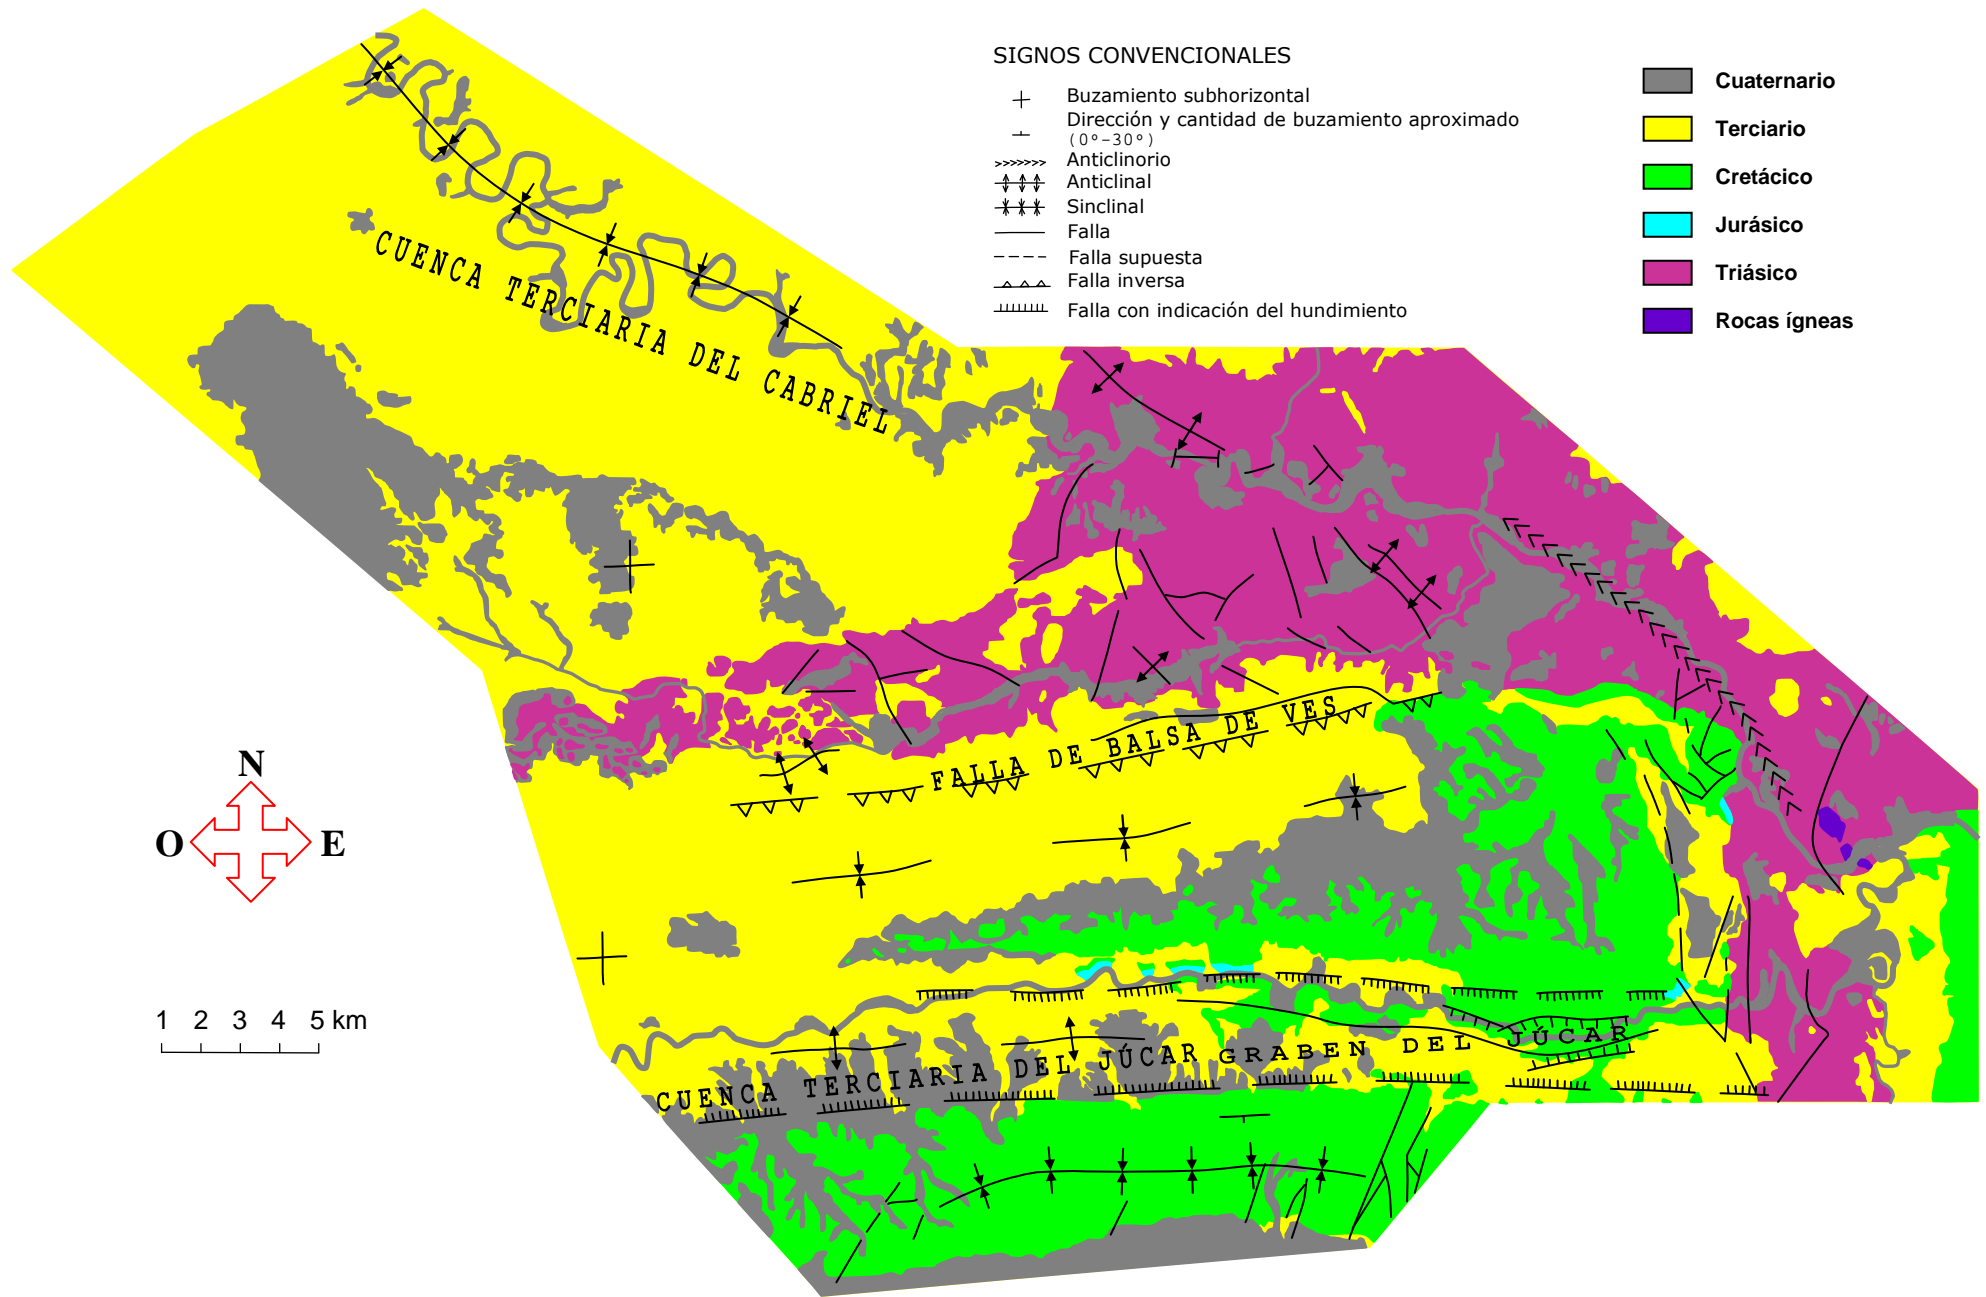 SIGNOS CONVENCIONALES
Buzamiento subhorizontal
Dirección y cantidad de buzamiento aproximado
(0º-30º)
Anticlinorio
Anticlinal
Sinclinal
Falla
Falla supuesta
Falla inversa
Falla con indicación del hundimiento
Cuaternario
Terciario
Cretácico
Jurásico
Triásico
Rocas ígneas
CUENCA TERCIARIA DEL CABRIEL
FALLA DE BALSA DE VES
N
O
E
1 2 3 4 5 km
CUENCA TERCIARIA DEL JÚCAR
GRABEN DEL JÚCAR